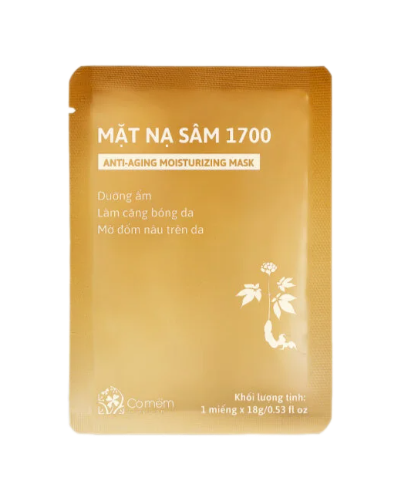 MẶT NẠ SÂM 1700
ANTI-AGING MOISTURIZING MASK
Dưỡng ẩm
Làm căng bóng da
Mờ đốm nâu trên da
Cỏ mềm
Khối lượng tịnh:
1 miếng x 18g/0.53 fl oz